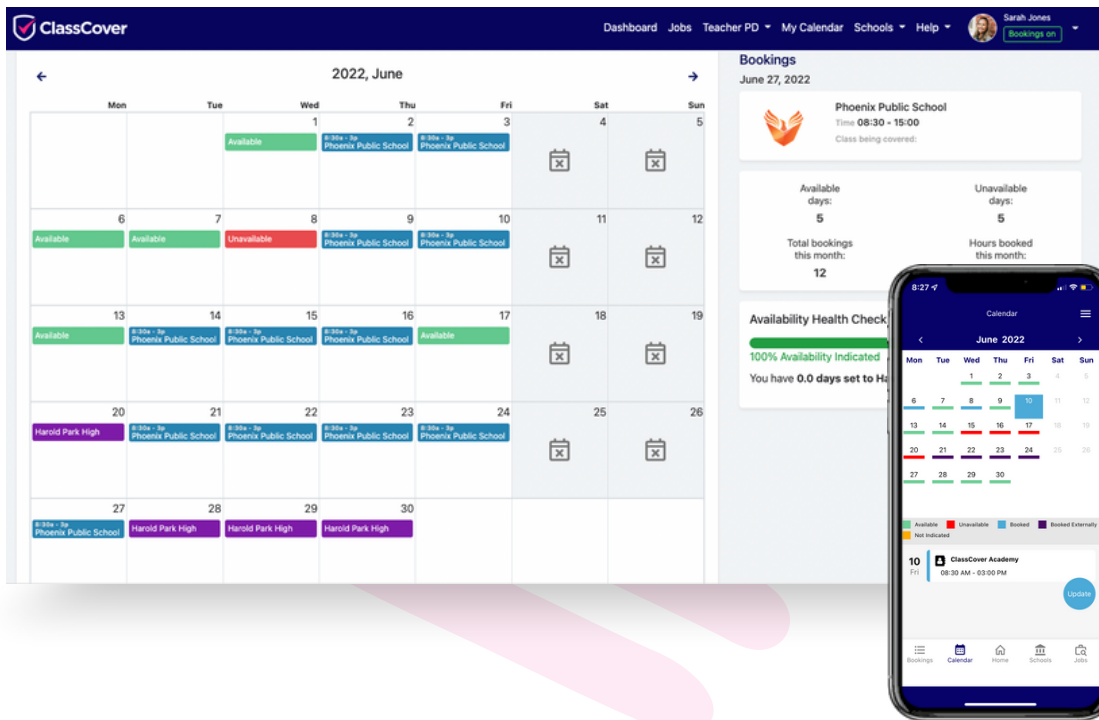 ClassCover
Dashboard Jobs Teacher PD My Calendar Schools Help
Sarah Jones
Bookings on
2022, June
Mon Tue Wed Thu Fri Sat Sun
1 2 3 4 5
Available
8:30a - 3p
Phoenix Public School
8:30a - 3p
Phoenix Public School
6 7 8 9 10 11 12
Available
Available
Unavailable
8:30a - 3p
Phoenix Public School
8:30a - 3p
Phoenix Public School
13 14 15 16 17 18 19
Available
8:30a - 3p
Phoenix Public School
8:30a - 3p
Phoenix Public School
8:30a - 3p
Phoenix Public School
Available
20 21 22 23 24 25 26
Harold Park High
8:30a - 3p
Phoenix Public School
8:30a - 3p
Phoenix Public School
8:30a - 3p
Phoenix Public School
8:30a - 3p
Phoenix Public School
27 28 29 30
8:30a - 3p
Phoenix Public School
Harold Park High
Harold Park High
Harold Park High
Bookings
June 27, 2022
Phoenix Public School
Time 08:30 - 15:00
Class being covered:
Available
days:
5
Unavailable
days:
5
Total bookings
this month:
12
Hours booked
this month:
Availability Health Check
100% Availability Indicated
You have 0.0 days set to Ha
8:27
Calendar
June 2022
Mon Tue Wed Thu Fri Sat Sun
1 2 3 4 5
6 7 8 9 10 11 12
13 14 15 16 17 18 19
20 21 22 23 24 25 26
27 28 29 30
Available Unavailable Booked Booked Externally
Not Indicated
10
Fri
ClassCover Academy
08:30 AM - 03:00 PM
Update
Bookings Calendar Home Schools Jobs